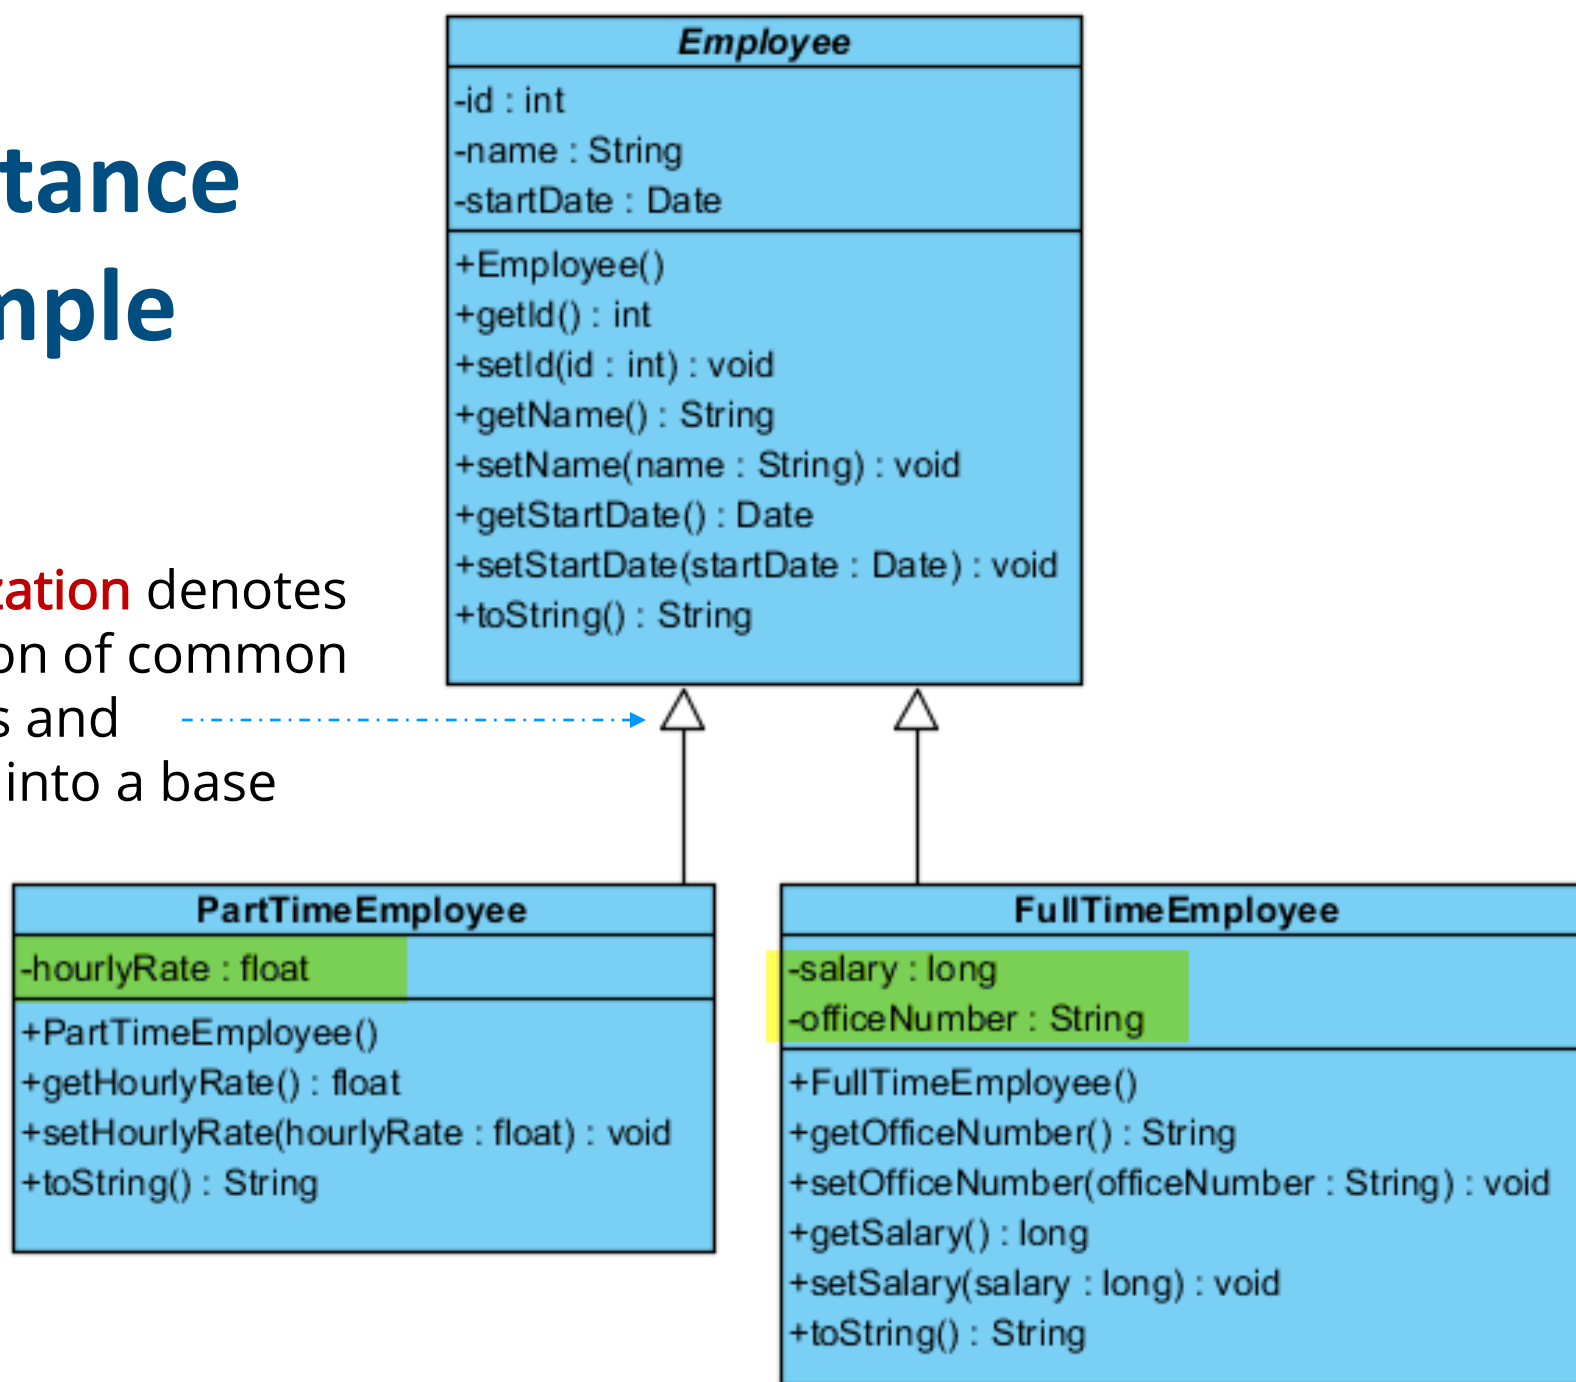 tance
mple
zation denotes
on of common
s and
into a base
Employee
-id : int
-name : String
-startDate : Date
+Employee()
+getId() : int
+setId(id : int) : void
+getName() : String
+setName(name : String) : void
+getStartDate() : Date
+setStartDate(startDate : Date) : void
+toString() : String
PartTimeEmployee
-hourlyRate : float
+PartTimeEmployee()
+getHourlyRate() : float
+setHourlyRate(hourlyRate : float) : void
+toString() : String
FullTimeEmployee
-salary : long
-officeNumber : String
+FullTimeEmployee()
+getOfficeNumber() : String
+setOfficeNumber(officeNumber : String) : void
+getSalary() : long
+setSalary(salary : long) : void
+toString() : String